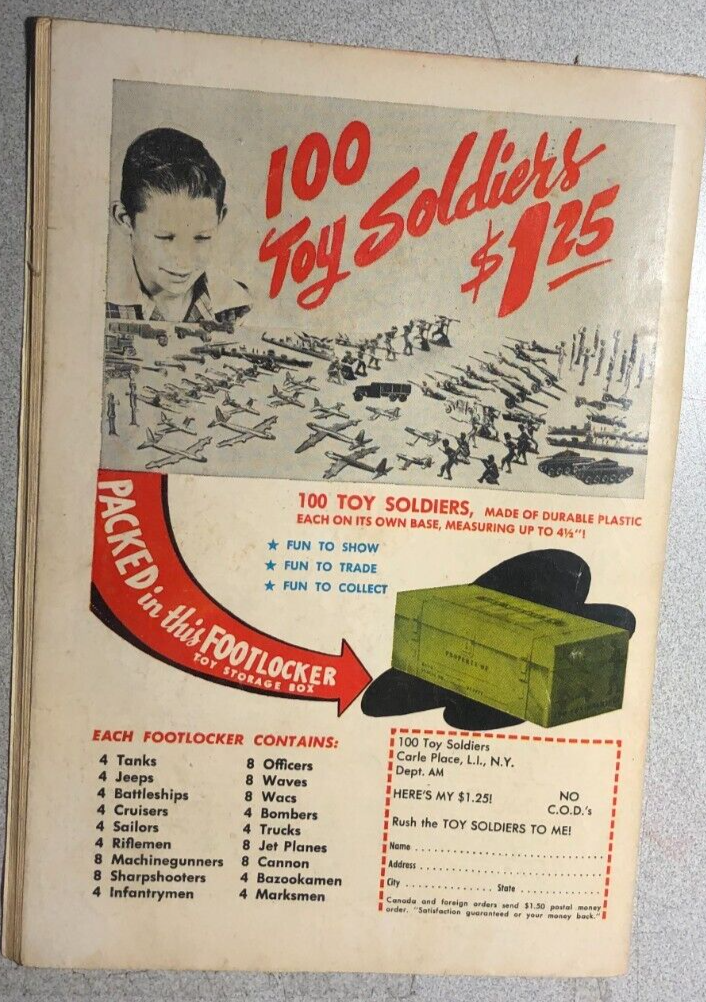 100
Toy Soldiers
$1.25
100 TOY SOLDIERS, MADE OF DURABLE PLASTIC
EACH ON ITS OWN BASE, MEASURING UP TO 4½"!
★ FUN TO SHOW
★ FUN TO TRADE
★ FUN TO COLLECT
PACKED in this FOOTLOCKER
TOY STORAGE BOX
PROPERTY OF
EACH FOOTLOCKER CONTAINS:
4 Tanks
4 Jeeps
4 Battleships
4 Cruisers
4 Sailors
4 Riflemen
8 Machinegunners
8 Sharpshooters
4 Infantrymen
8 Officers
8 Waves
8 Wacs
4 Bombers
4 Trucks
8 Jet Planes
8 Cannon
4 Bazookamen
4 Marksmen
100 Toy Soldiers
Carle Place, L.I., N.Y.
Dept. AM
HERE'S MY $1.25!
NO
C.O.D.'s
Rush the TOY SOLDIERS TO ME!
Name
Address
City State
Canada and foreign orders send $1.50 postal money
order. "Satisfaction guaranteed or your money back."